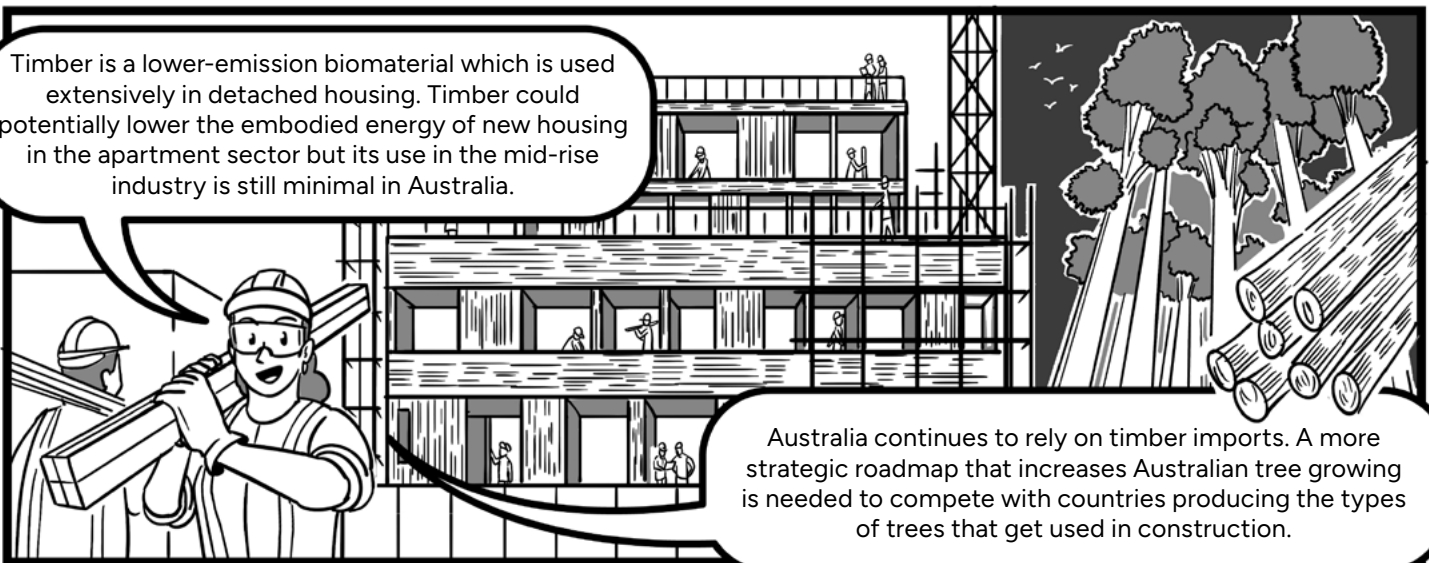 Timber is a lower-emission biomaterial which is used
extensively in detached housing. Timber could
potentially lower the embodied energy of new housing
in the apartment sector but its use in the mid-rise
industry is still minimal in Australia.
Australia continues to rely on timber imports. A more
strategic roadmap that increases Australian tree growing
is needed to compete with countries producing the types
of trees that get used in construction.